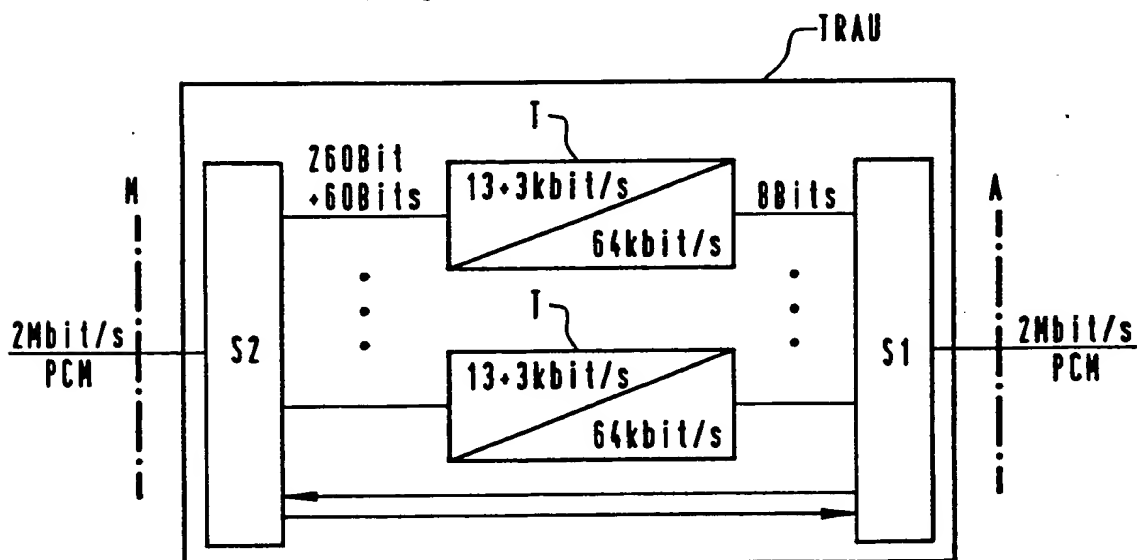 TRAU
T
260Bit
+60Bits
13+3kbit/s
64kbit/s
8Bits
M
A
T
2Mbit/s
PCM
S2
13+3kbit/s
64kbit/s
S1
2Mbit/s
PCM